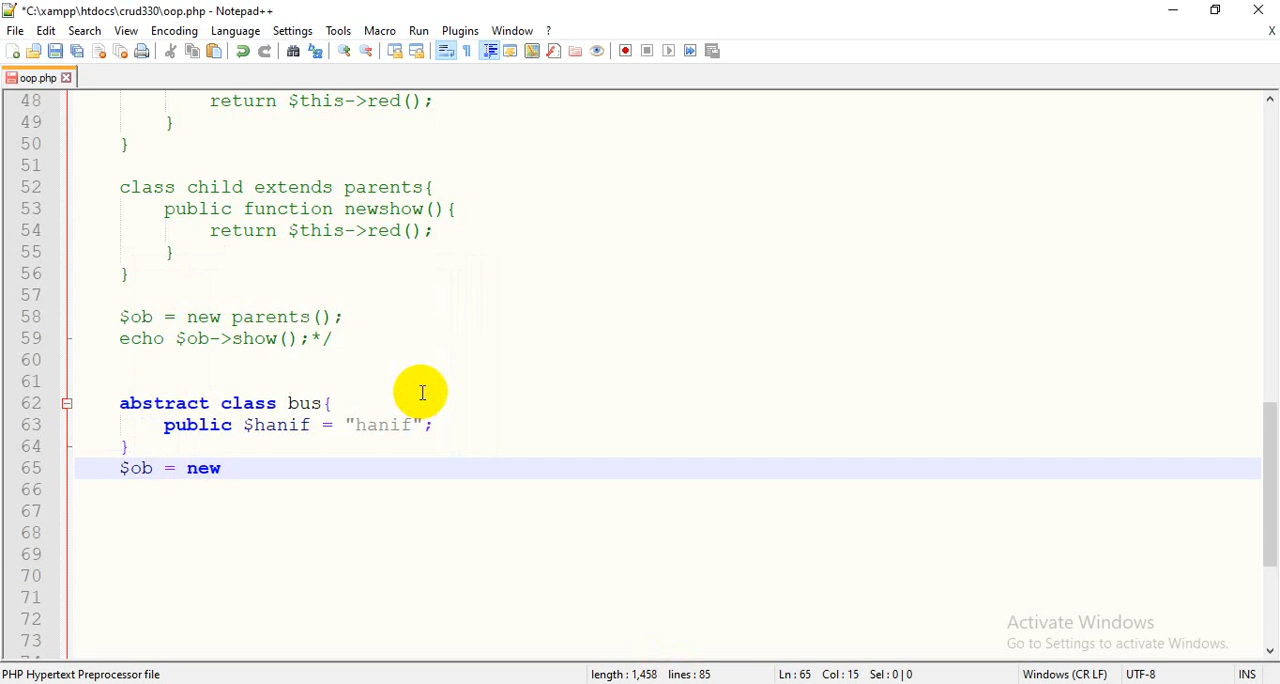 *C:\xampp\htdocs\crud330\oop.php - Notepad++
File Edit Search View Encoding Language Settings Tools Macro Run Plugins Window ? X
oop.php
48 return $this->red();
49 }
50 }
51
52 class child extends parents{
53 public function newshow(){
54 return $this->red();
55 }
56 }
57
58 $ob = new parents();
59 echo $ob->show();*/
60
61
62 abstract class bus{
63 public $hanif = "hanif";
64 }
65 $ob = new
66
67
68
69
70
71
72
73
Activate Windows
Go to Settings to activate Windows.
PHP Hypertext Preprocessor file length : 1,458 lines : 85 Ln : 65 Col : 15 Sel : 0 | 0 Windows (CR LF) UTF-8 INS